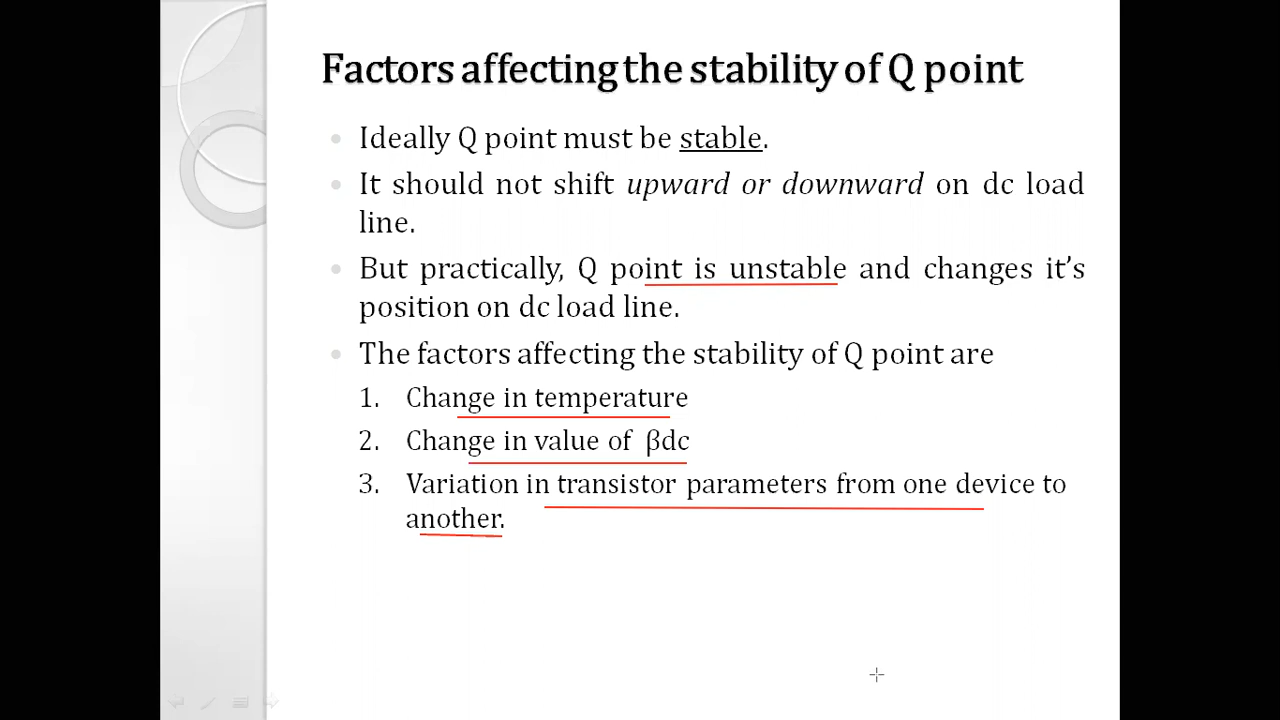 Factors affecting the stability of Q point
Ideally Q point must be stable.
It should not shift upward or downward on dc load
line.
But practically, Q point is unstable and changes it's
position on dc load line.
The factors affecting the stability of Q point are
1. Change in temperature
2. Change in value of βdc
3. Variation in transistor parameters from one device to
another.